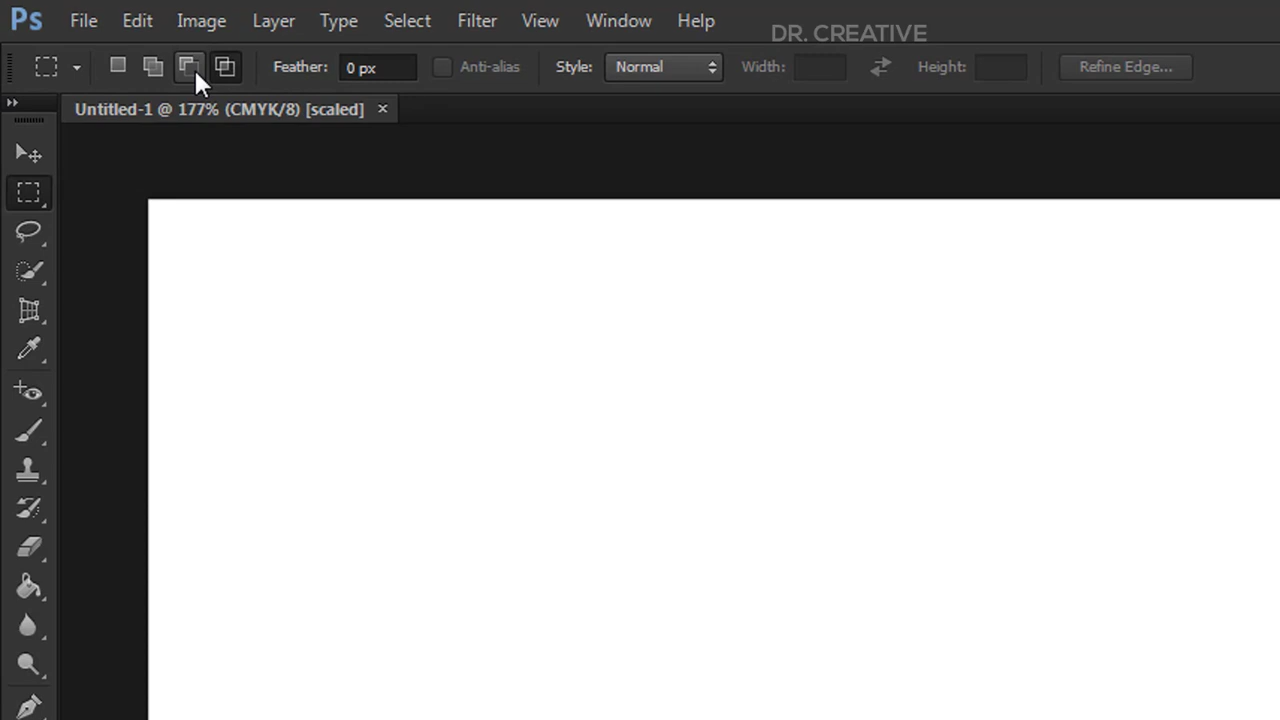 Ps File Edit Image Layer Type Select Filter View Window Help
DR. CREATIVE
Feather: 0 px Anti-alias Style: Normal Width: Height: Refine Edge...
Untitled-1 @ 177% (CMYK/8) [scaled] ×